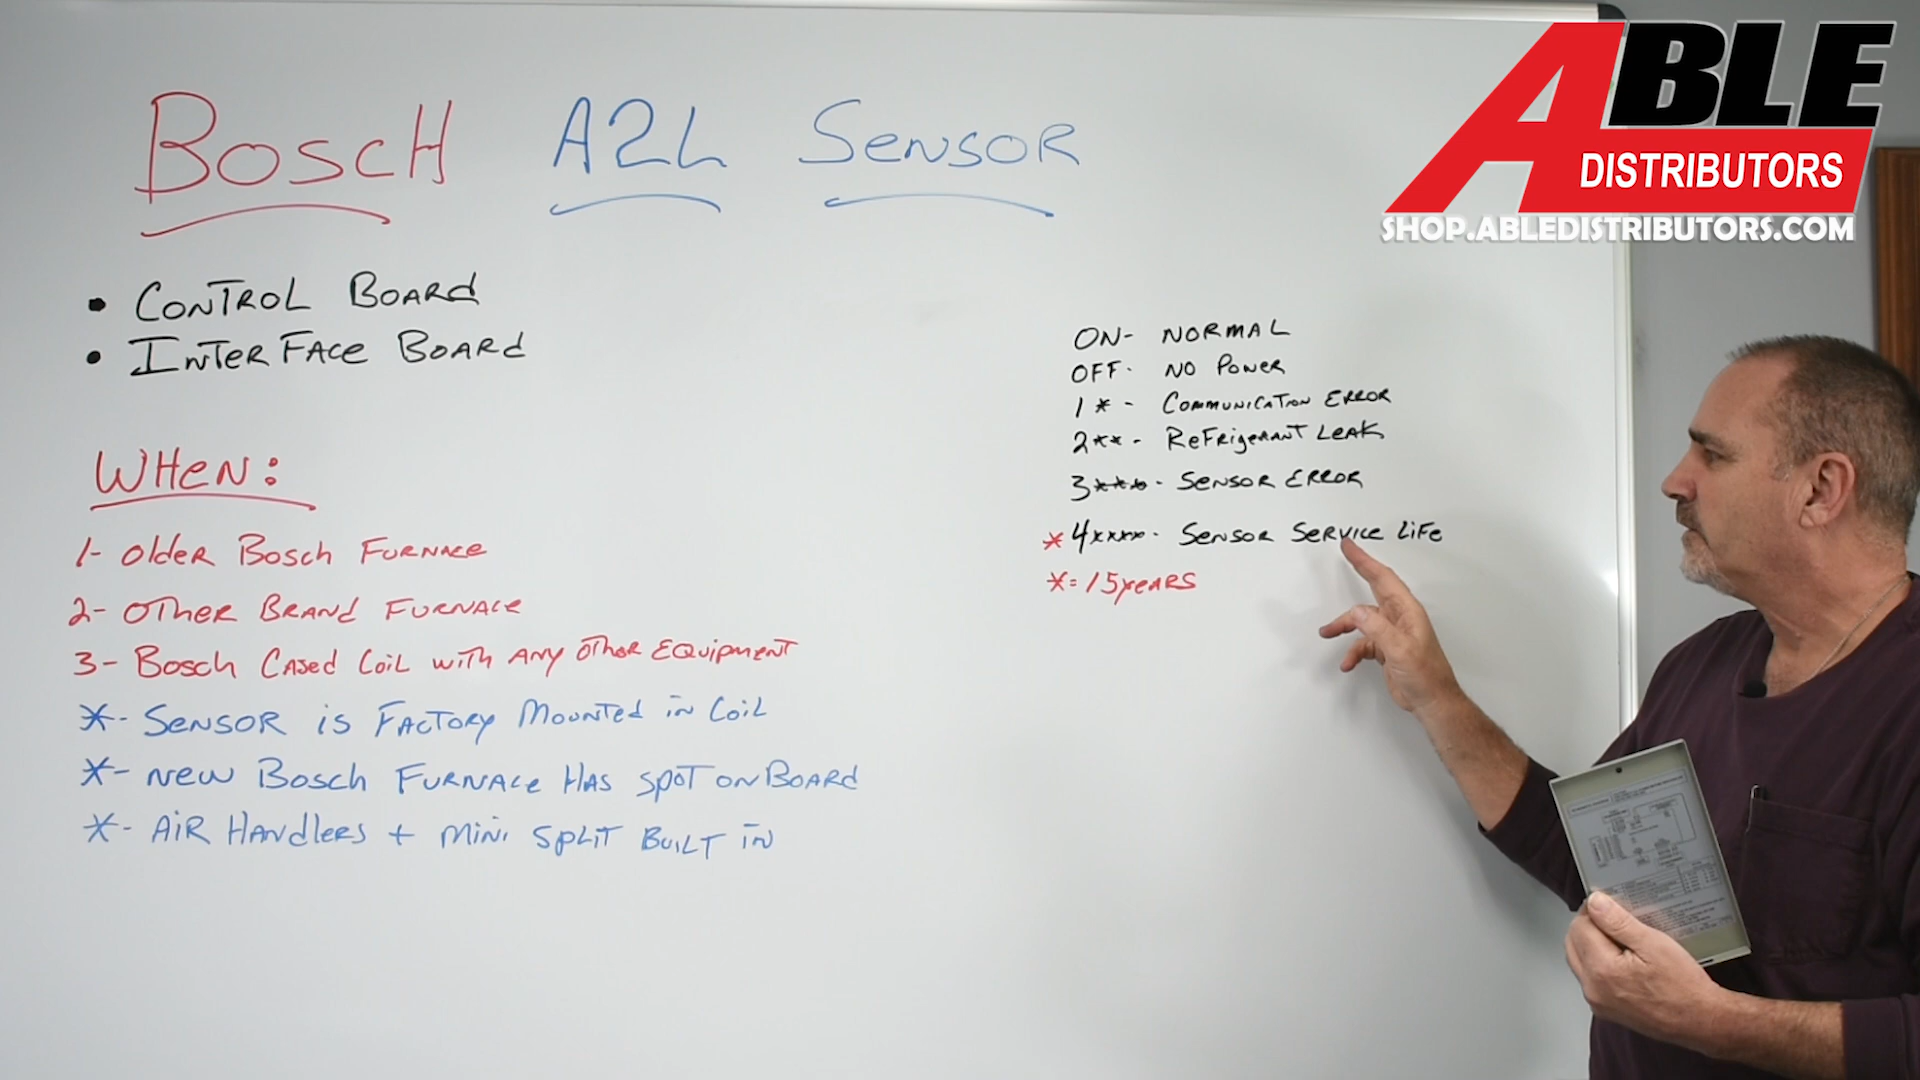 ABLE
DISTRIBUTORS
SHOP.ABLEDISTRIBUTORS.COM
BOSCH A2L SENSOR
• CONTROL BOARD
• INTERFACE BOARD
WHEN:
1- OLDER BOSCH FURNACE
2- OTHER BRAND FURNACE
3- BOSCH CASED COIL WITH ANY OTHER EQUIPMENT
*- SENSOR IS FACTORY MOUNTED IN COIL
*- NEW BOSCH FURNACE HAS SPOT ON BOARD
*- AIR HANDLERS + MINI SPLIT BUILT IN
ON- NORMAL
OFF- NO POWER
1 * - COMMUNICATION ERROR
2** - REFRIGERANT LEAK
3*** - SENSOR ERROR
* 4**** - SENSOR SERVICE LIFE
*= 15 YEARS